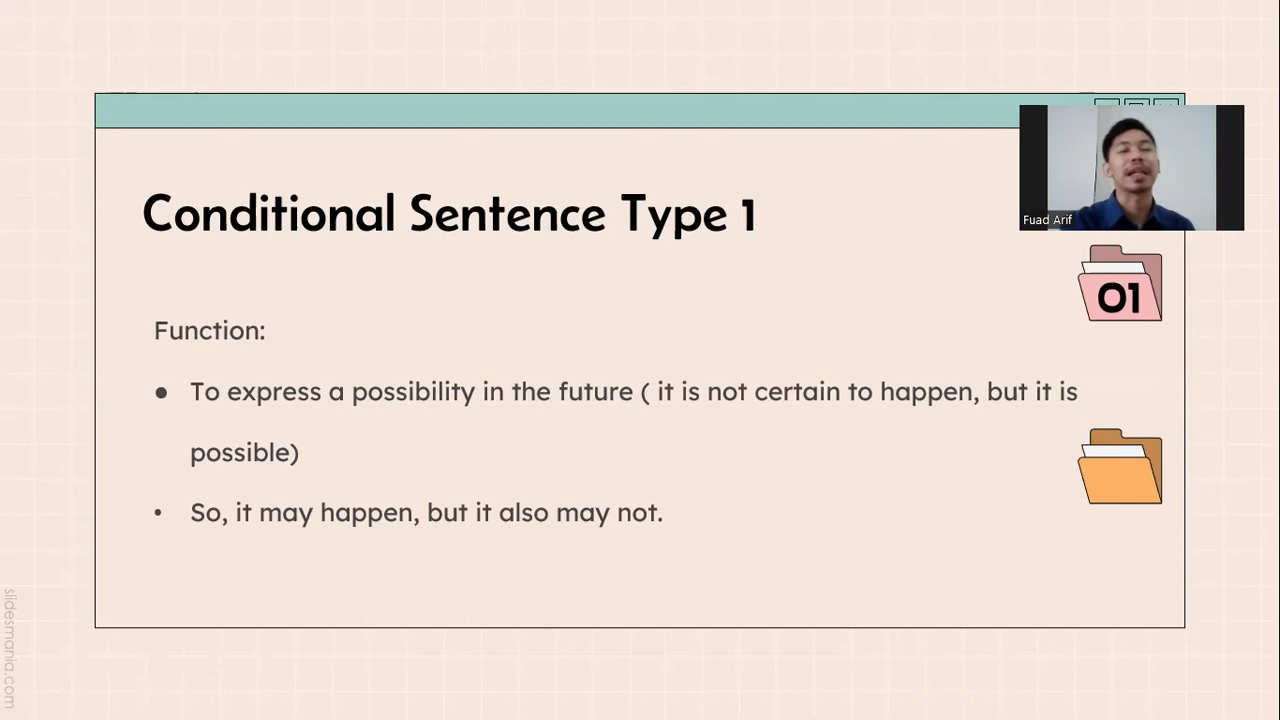 Conditional Sentence Type 1
Fuad Arif
01
Function:
● To express a possibility in the future ( it is not certain to happen, but it is
possible)
• So, it may happen, but it also may not.
slidesmania.com